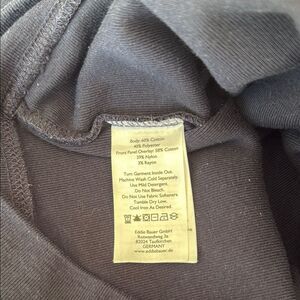 Body: 60% Cotton
40% Polyester
Front Panel Overlay: 58% Cotton
39% Nylon
3% Rayon
Turn Garment Inside Out.
Machine Wash Cold Separately.
Use Mild Detergent.
Do Not Bleach.
Do Not Use Fabric Softeners
Tumble Dry Low.
Cool Iron As Desired.
Eddie Bauer GmbH
82024 Taufkirchen
GERMANY
www.eddiebauer.de